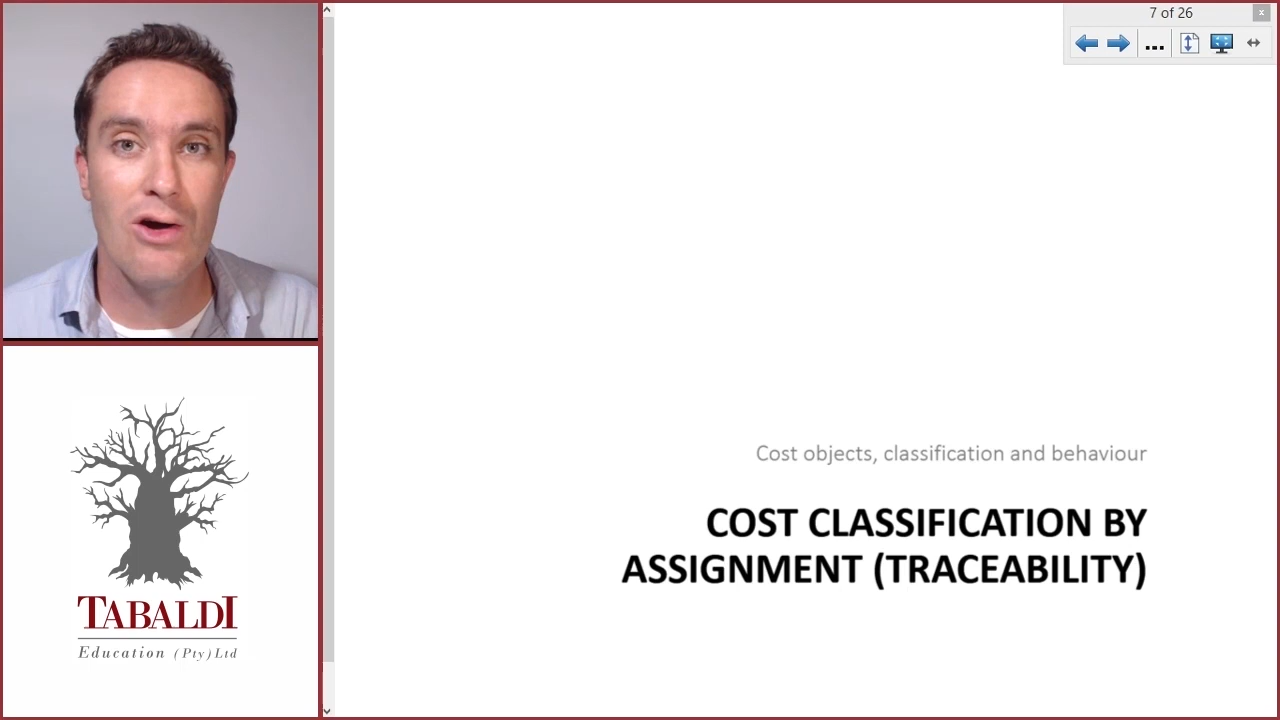 7 of 26
Cost objects, classification and behaviour
COST CLASSIFICATION BY
ASSIGNMENT (TRACEABILITY)
TABALDI
Education (Pty) Ltd